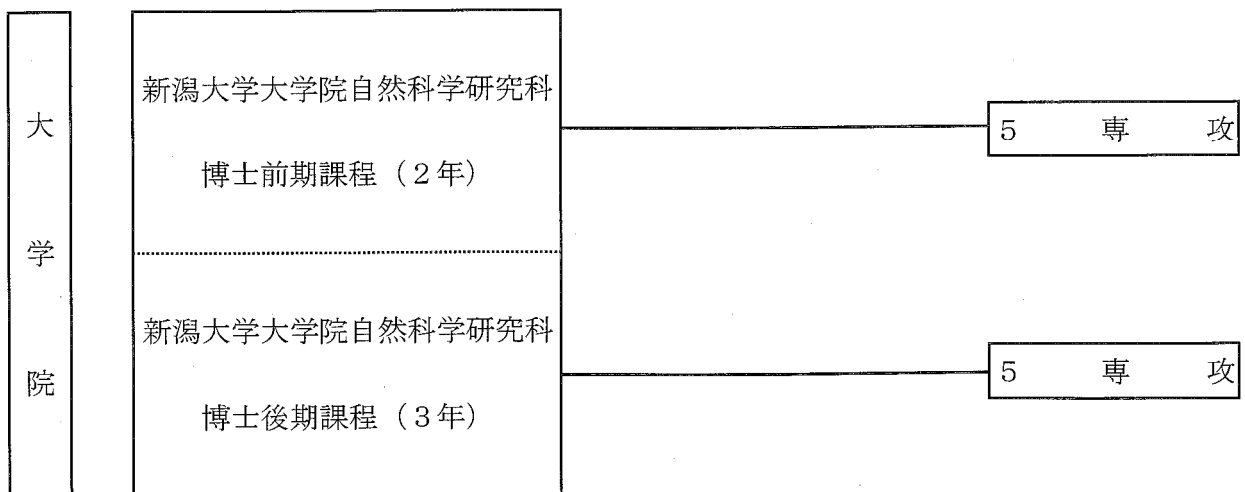 大学院
新潟大学大学院自然科学研究科
博士前期課程（２年）
５専攻
新潟大学大学院自然科学研究科
博士後期課程（３年）
５専攻